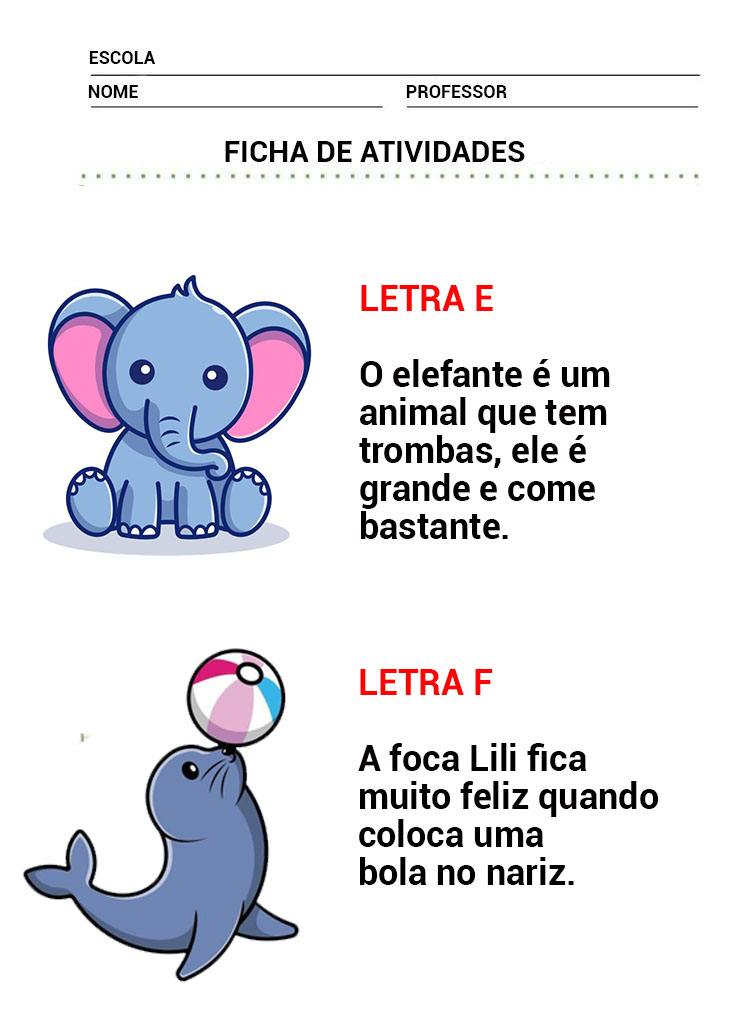 ESCOLA
NOME PROFESSOR
FICHA DE ATIVIDADES
LETRA E
O elefante é um
animal que tem
trombas, ele é
grande e come
bastante.
LETRA F
A foca Lili fica
muito feliz quando
coloca uma
bola no nariz.